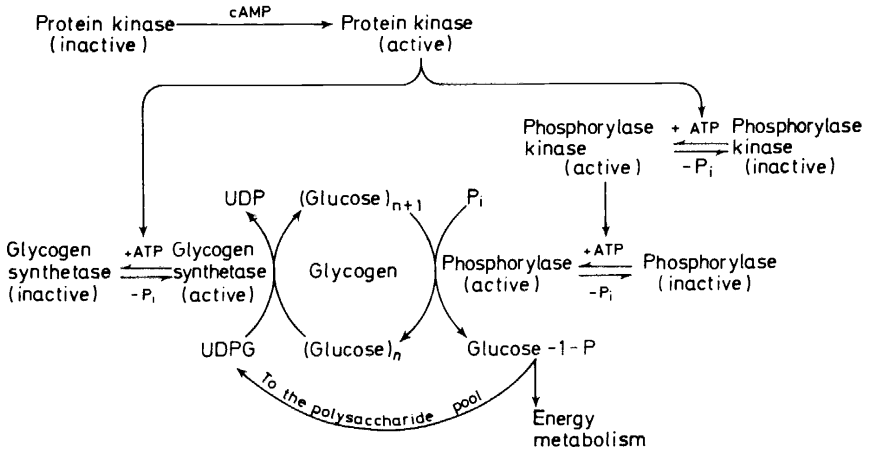 cAMP
Protein kinase
(inactive)
Protein kinase
(active)
Phosphorylase
kinase
(active)
+ ATP
-Pi
Phosphorylase
kinase
(inactive)
UDP
(Glucose)n+1
Pi
Glycogen
synthetase
(inactive)
+ATP
-Pi
Glycogen
synthetase
(active)
Glycogen
Phosphorylase
(active)
+ATP
-Pi
Phosphorylase
(inactive)
UDPG
(Glucose)n
Glucose -1-P
To the polysaccharide pool
Energy
metabolism